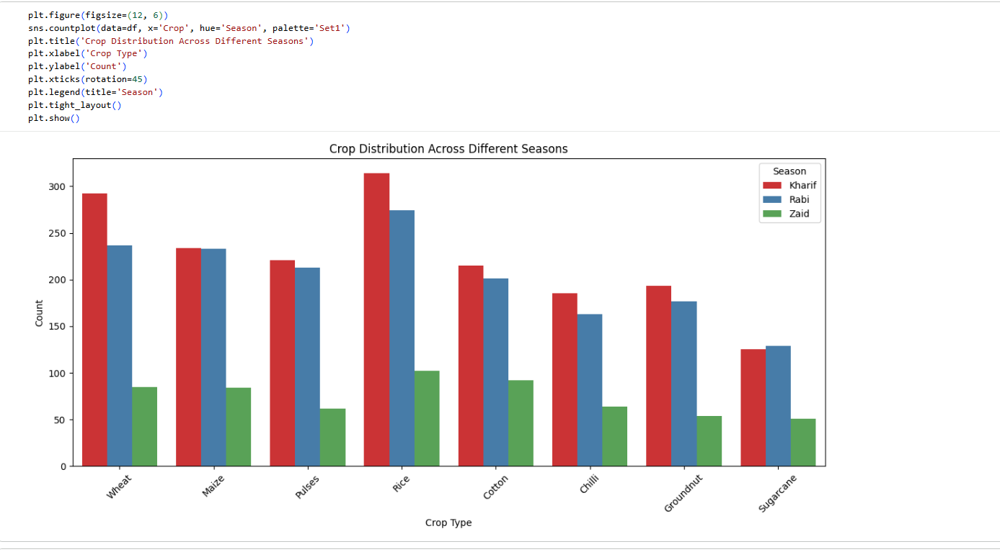 plt.figure(figsize=(12, 6))
sns.countplot(data=df, x='Crop', hue='Season', palette='Set1')
plt.title('Crop Distribution Across Different Seasons')
plt.xlabel('Crop Type')
plt.ylabel('Count')
plt.xticks(rotation=45)
plt.legend(title='Season')
plt.tight_layout()
plt.show()
Crop Distribution Across Different Seasons
Season
Kharif
Rabi
Zaid
300
250
200
150
100
50
0
Count
Wheat
Maize
Pulses
Rice
Cotton
Chilli
Groundnut
Sugarcane
Crop Type